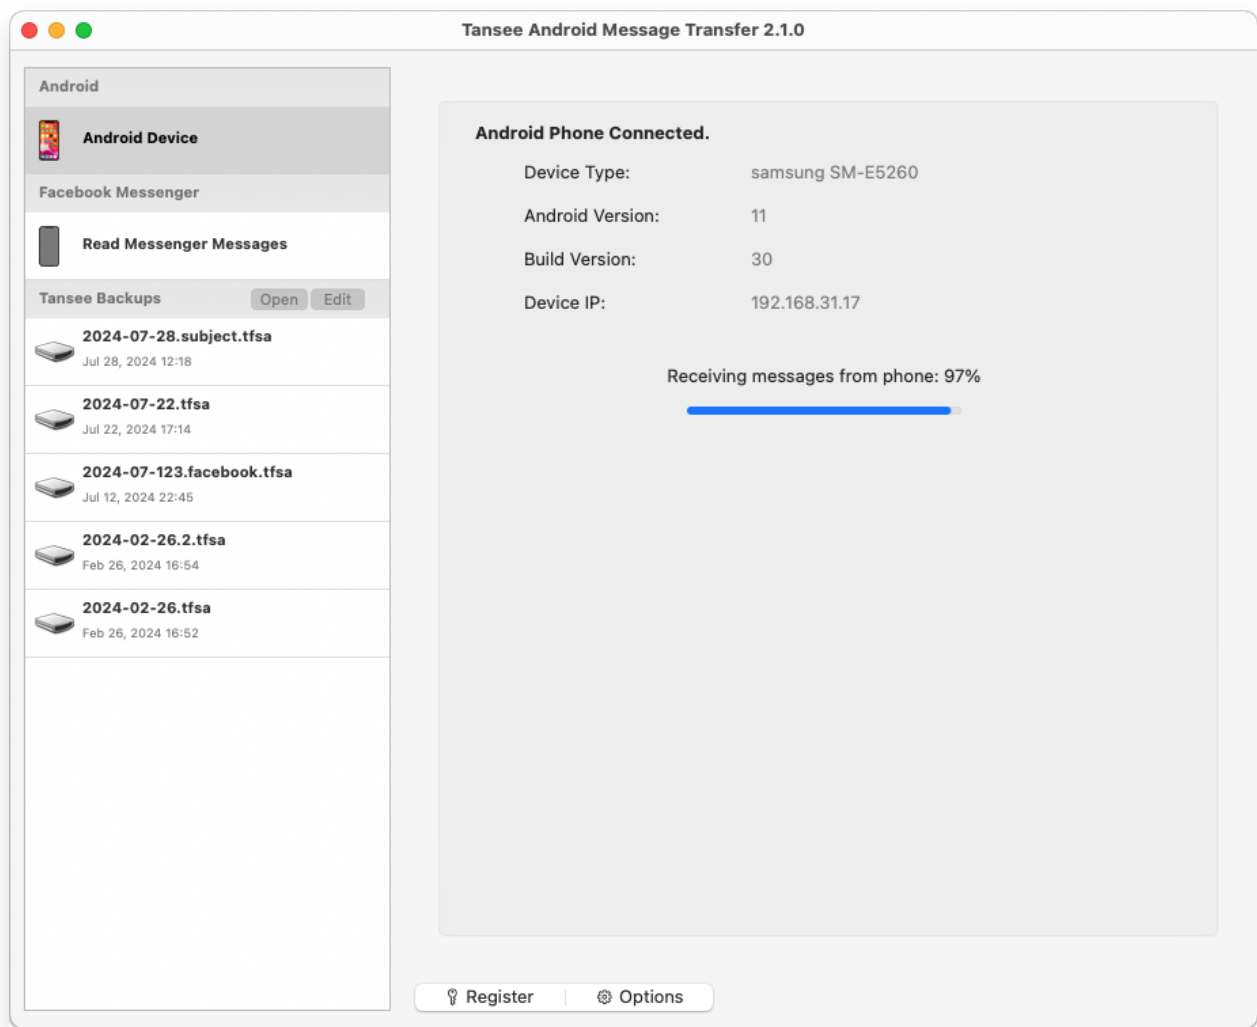 Tansee Android Message Transfer 2.1.0
Android
Android Device
Facebook Messenger
Read Messenger Messages
Tansee Backups Open Edit
2024-07-28.subject.tfsa
Jul 28, 2024 12:18
2024-07-22.tfsa
Jul 22, 2024 17:14
2024-07-123.facebook.tfsa
Jul 12, 2024 22:45
2024-02-26.2.tfsa
Feb 26, 2024 16:54
2024-02-26.tfsa
Feb 26, 2024 16:52
Android Phone Connected.
Device Type: samsung SM-E5260
Android Version: 11
Build Version: 30
Device IP: 192.168.31.17
Receiving messages from phone: 97%
Register Options